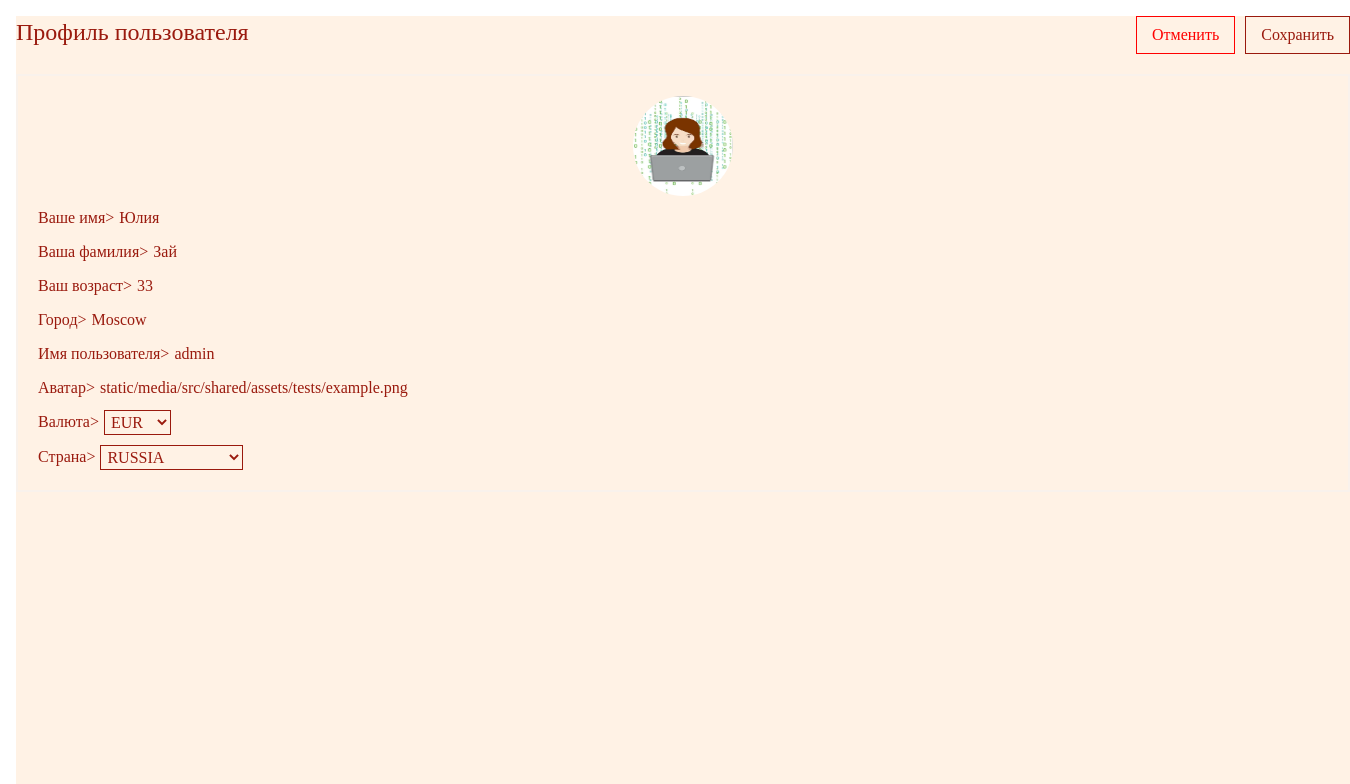 Профиль пользователя
Отменить
Сохранить
Ваше имя> Юлия
Ваша фамилия> Зай
Ваш возраст> 33
Город> Moscow
Имя пользователя> admin
Аватар> static/media/src/shared/assets/tests/example.png
Валюта> EUR
Страна> RUSSIA